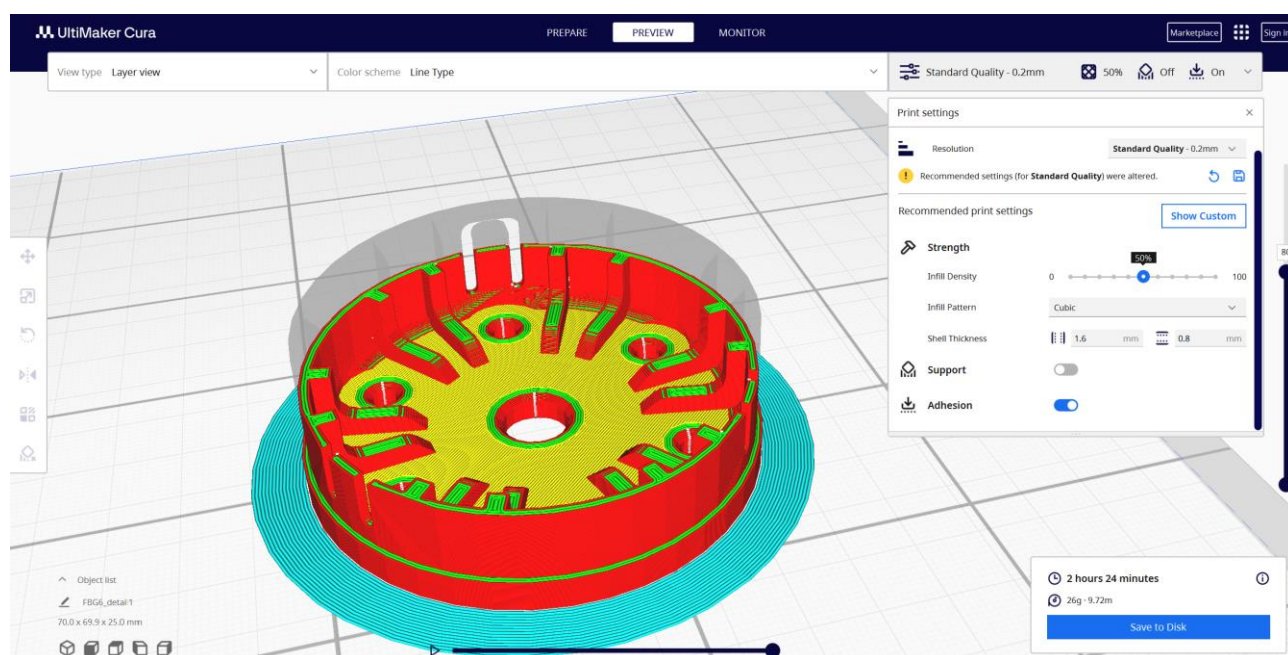 UltiMaker Cura
PREPARE PREVIEW MONITOR
Marketplace
Sign in
View type Layer view
Color scheme Line Type
Standard Quality - 0.2mm 50% Off On
Print settings
Resolution Standard Quality - 0.2mm
Recommended settings (for Standard Quality) were altered.
Recommended print settings
Show Custom
Strength
50%
Infill Density 0 100
Infill Pattern Cubic
Shell Thickness 1.6 mm 0.8 mm
Support
Adhesion
80
Object list
FBG6_detail1
70.0 x 69.9 x 25.0 mm
2 hours 24 minutes
26g · 9.72m
Save to Disk